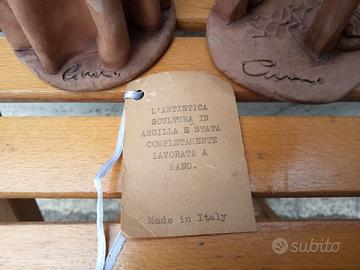 L'ARTISTICA
SCULTURA IN
ARGILLA È STATA
COMPLETAMENTE
LAVORATA A
MANO.
Made in Italy
subito